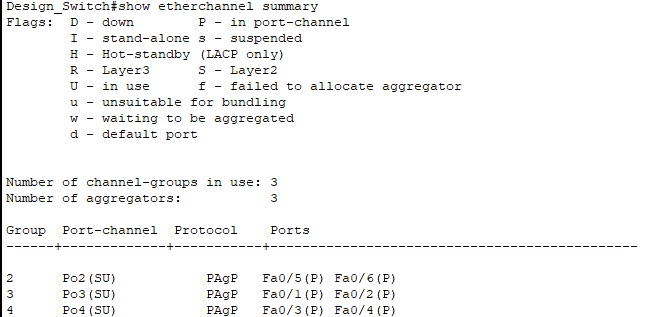 Design_Switch#show etherchannel summary
Flags:  D - down        P - in port-channel
        I - stand-alone s - suspended
        H - Hot-standby (LACP only)
        R - Layer3      S - Layer2
        U - in use      f - failed to allocate aggregator
        u - unsuitable for bundling
        w - waiting to be aggregated
        d - default port
Number of channel-groups in use: 3
Number of aggregators:           3
Group  Port-channel  Protocol    Ports
------+-------------+-----------+----------------------------------------------
2      Po2(SU)           PAgP   Fa0/5(P) Fa0/6(P)
3      Po3(SU)           PAgP   Fa0/1(P) Fa0/2(P)
4      Po4(SU)           PAgP   Fa0/3(P) Fa0/4(P)